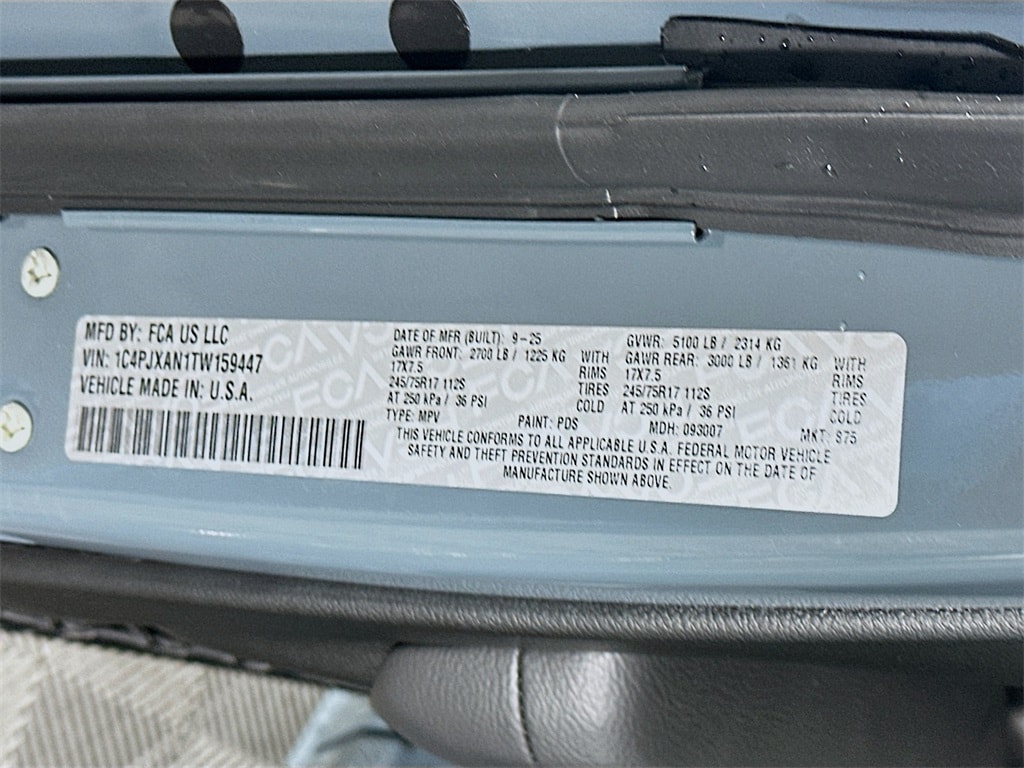 MFD BY: FCA US LLC
VIN: 1C4PJXAN1TW159447
VEHICLE MADE IN: U.S.A.
DATE OF MFR (BUILT): 9-25
GAWR FRONT: 2700 LB / 1225 KG WITH
17X7.5 RIMS
245/75R17 112S TIRES
AT 250 kPa / 36 PSI COLD
TYPE: MPV
PAINT: PDS
GVWR: 5100 LB / 2314 KG
GAWR REAR: 3000 LB / 1361 KG WITH
17X7.5 RIMS
245/75R17 112S TIRES
AT 250 kPa / 36 PSI COLD
MDH: 093007
MKT: 875
THIS VEHICLE CONFORMS TO ALL APPLICABLE U.S.A. FEDERAL MOTOR VEHICLE
SAFETY AND THEFT PREVENTION STANDARDS IN EFFECT ON THE DATE OF
MANUFACTURE SHOWN ABOVE.